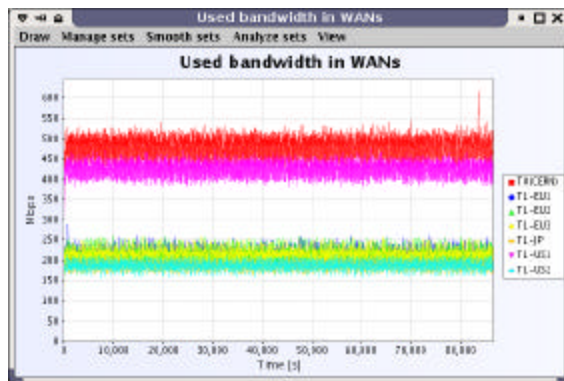 Used bandwidth in WANs
Draw Manage sets Smooth sets Analyze sets View
Used bandwidth in WANs
600
550
500
450
400
350
300
250
200
150
100
50
0
Mbps
0 10,000 20,000 30,000 40,000 50,000 60,000 70,000 80,000
Time [s]
T0(CERN)
T1-EU1
T1-EU2
T1-EU3
T1-JP
T1-US1
T1-US2